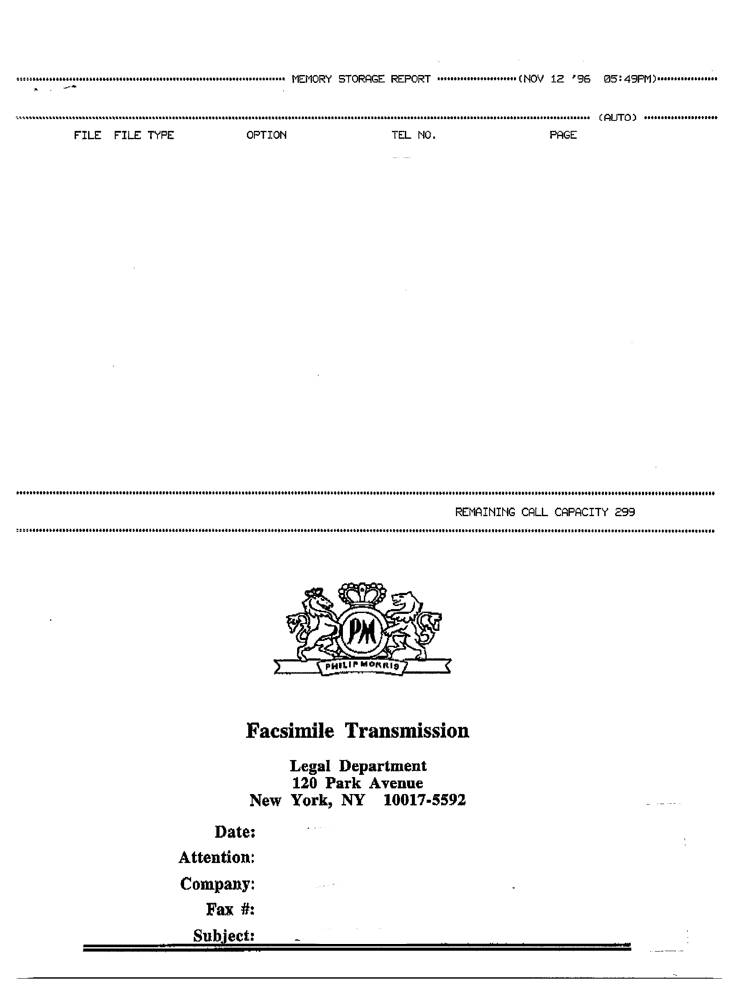 MEMORY STORAGE REPORT (NOV 12 '96 05:49PM)
(AUTO)
FILE FILE TYPE OPTION TEL NO. PAGE
REMAINING CALL CAPACITY 299
PM
PHILIP MORRIS
Facsimile Transmission
Legal Department
120 Park Avenue
New York, NY 10017-5592
Date:
Attention:
Company:
Fax #:
Subject: